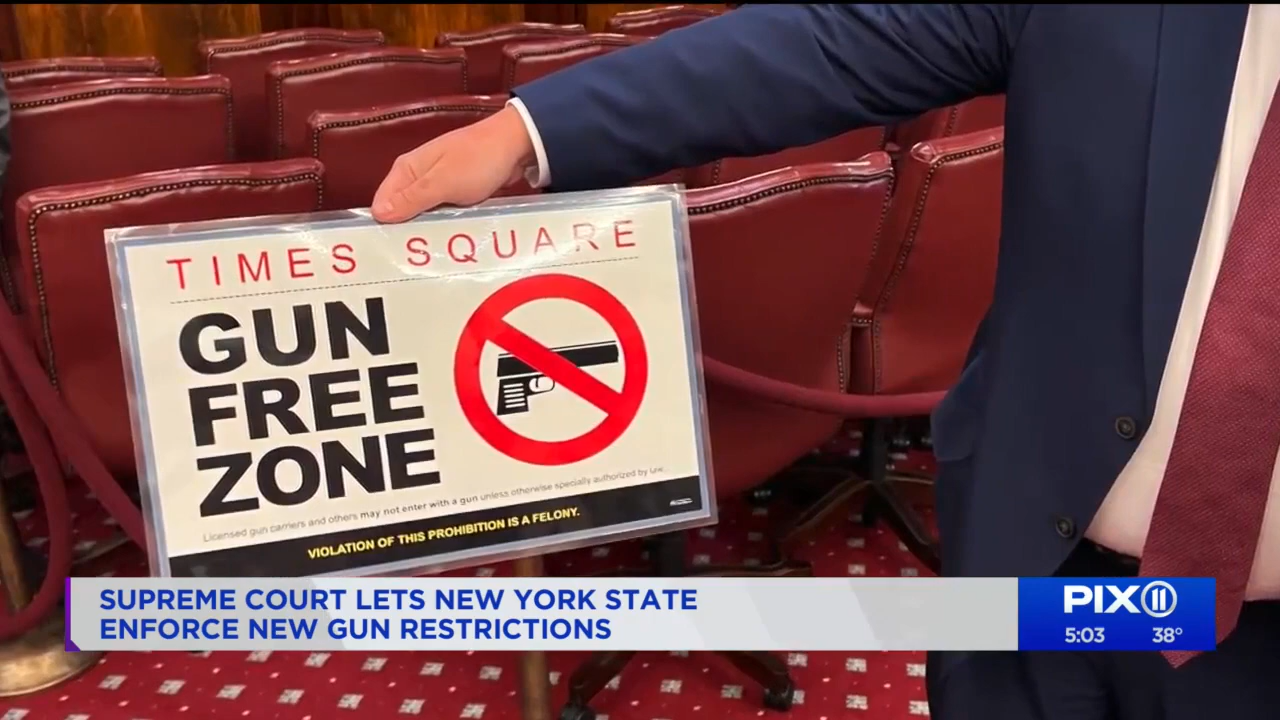 TIMES SQUARE
GUN
FREE
ZONE
Licensed gun carriers and others may not enter with a gun unless otherwise specially authorized by law.
VIOLATION OF THIS PROHIBITION IS A FELONY.
SUPREME COURT LETS NEW YORK STATE
ENFORCE NEW GUN RESTRICTIONS
PIX11
5:03 38°